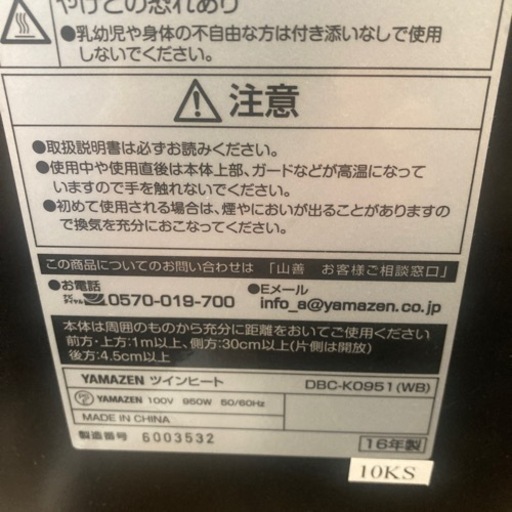 やけどの恐れあり
●乳幼児や身体の不自由な方は付き添いなしで使用
しないでください。
注意
●取扱説明書は必ずお読みください。
●使用中や使用直後は本体上部、ガードなどが高温になって
いますので手を触れないでください。
●初めて使用される場合は、煙やにおいが出ることがあります
ので換気を充分におこなってください。
この商品についてのお問い合わせは 「山善 お客様ご相談窓口」
●お電話
ナビダイヤル 0570-019-700
●Eメール
info_a@yamazen.co.jp
本体は周囲のものから充分に距離をおいてご使用ください
前方・上方:1m以上、側方:30cm以上(片側は開放)
後方:4.5cm以上
YAMAZEN ツインヒート DBC-K0951(WB)
YAMAZEN 100V 950W 50/60Hz
MADE IN CHINA
製造番号 6003532
16年製
10KS